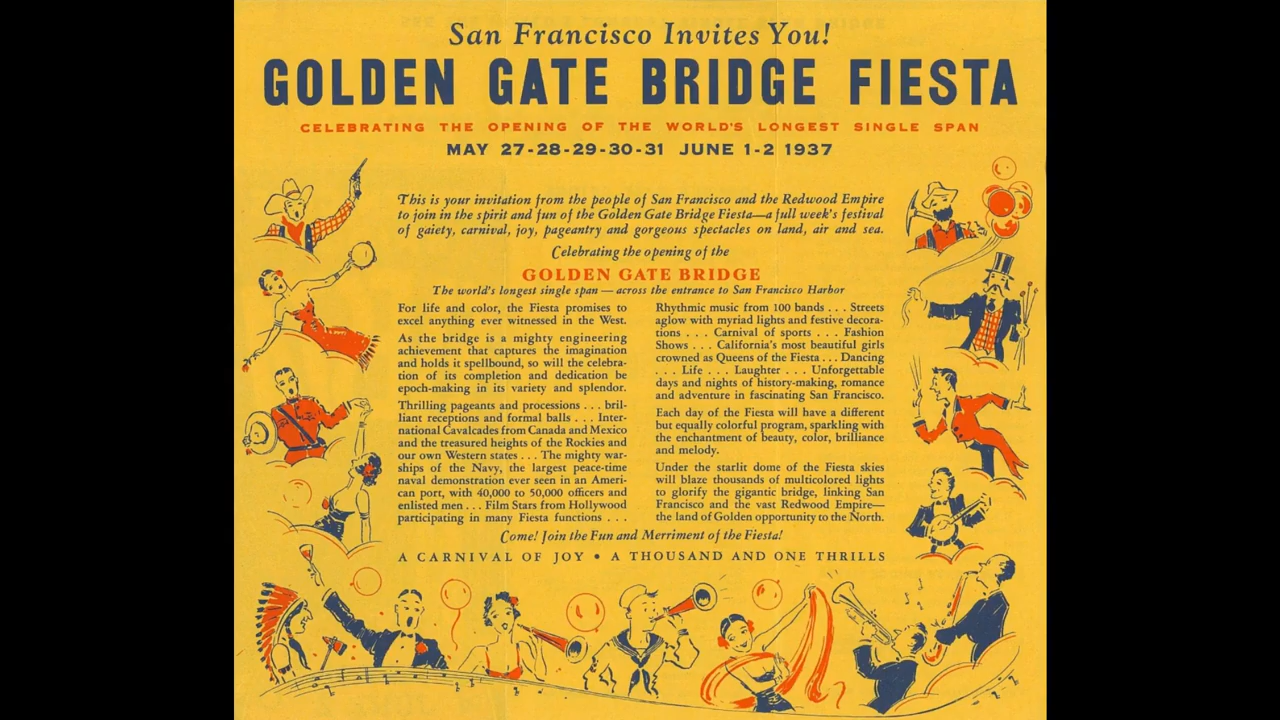 San Francisco Invites You!
GOLDEN GATE BRIDGE FIESTA
CELEBRATING THE OPENING OF THE WORLD'S LONGEST SINGLE SPAN
MAY 27-28-29-30-31 JUNE 1-2 1937
This is your invitation from the people of San Francisco and the Redwood Empire
to join in the spirit and fun of the Golden Gate Bridge Fiesta—a full week's festival
of gaiety, carnival, joy, pageantry and gorgeous spectacles on land, air and sea.
Celebrating the opening of the
GOLDEN GATE BRIDGE
The world's longest single span — across the entrance to San Francisco Harbor
For life and color, the Fiesta promises to
excel anything ever witnessed in the West.
As the bridge is a mighty engineering
achievement that captures the imagination
and holds it spellbound, so will the celebra-
tion of its completion and dedication be
epoch-making in its variety and splendor.
Thrilling pageants and processions . . . bril-
liant receptions and formal balls . . . Inter-
national Cavalcades from Canada and Mexico
and the treasured heights of the Rockies and
our own Western states . . . The mighty war-
ships of the Navy, the largest peace-time
naval demonstration ever seen in an Ameri-
can port, with 40,000 to 50,000 officers and
enlisted men . . . Film Stars from Hollywood
participating in many Fiesta functions . . .
Rhythmic music from 100 bands . . . Streets
aglow with myriad lights and festive decora-
tions . . . . Carnival of sports . . . . Fashion
Shows . . . . California's most beautiful girls
crowned as Queens of the Fiesta . . . Dancing
. . . . Life . . . Laughter . . . . Unforgettable
days and nights of history-making, romance
and adventure in fascinating San Francisco.
Each day of the Fiesta will have a different
but equally colorful program, sparkling with
the enchantment of beauty, color, brilliance
and melody.
Under the starlit dome of the Fiesta skies
will blaze thousands of multicolored lights
to glorify the gigantic bridge, linking San
Francisco and the vast Redwood Empire—
the land of Golden opportunity to the North.
Come! Join the Fun and Merriment of the Fiesta!
A CARNIVAL OF JOY • A THOUSAND AND ONE THRILLS